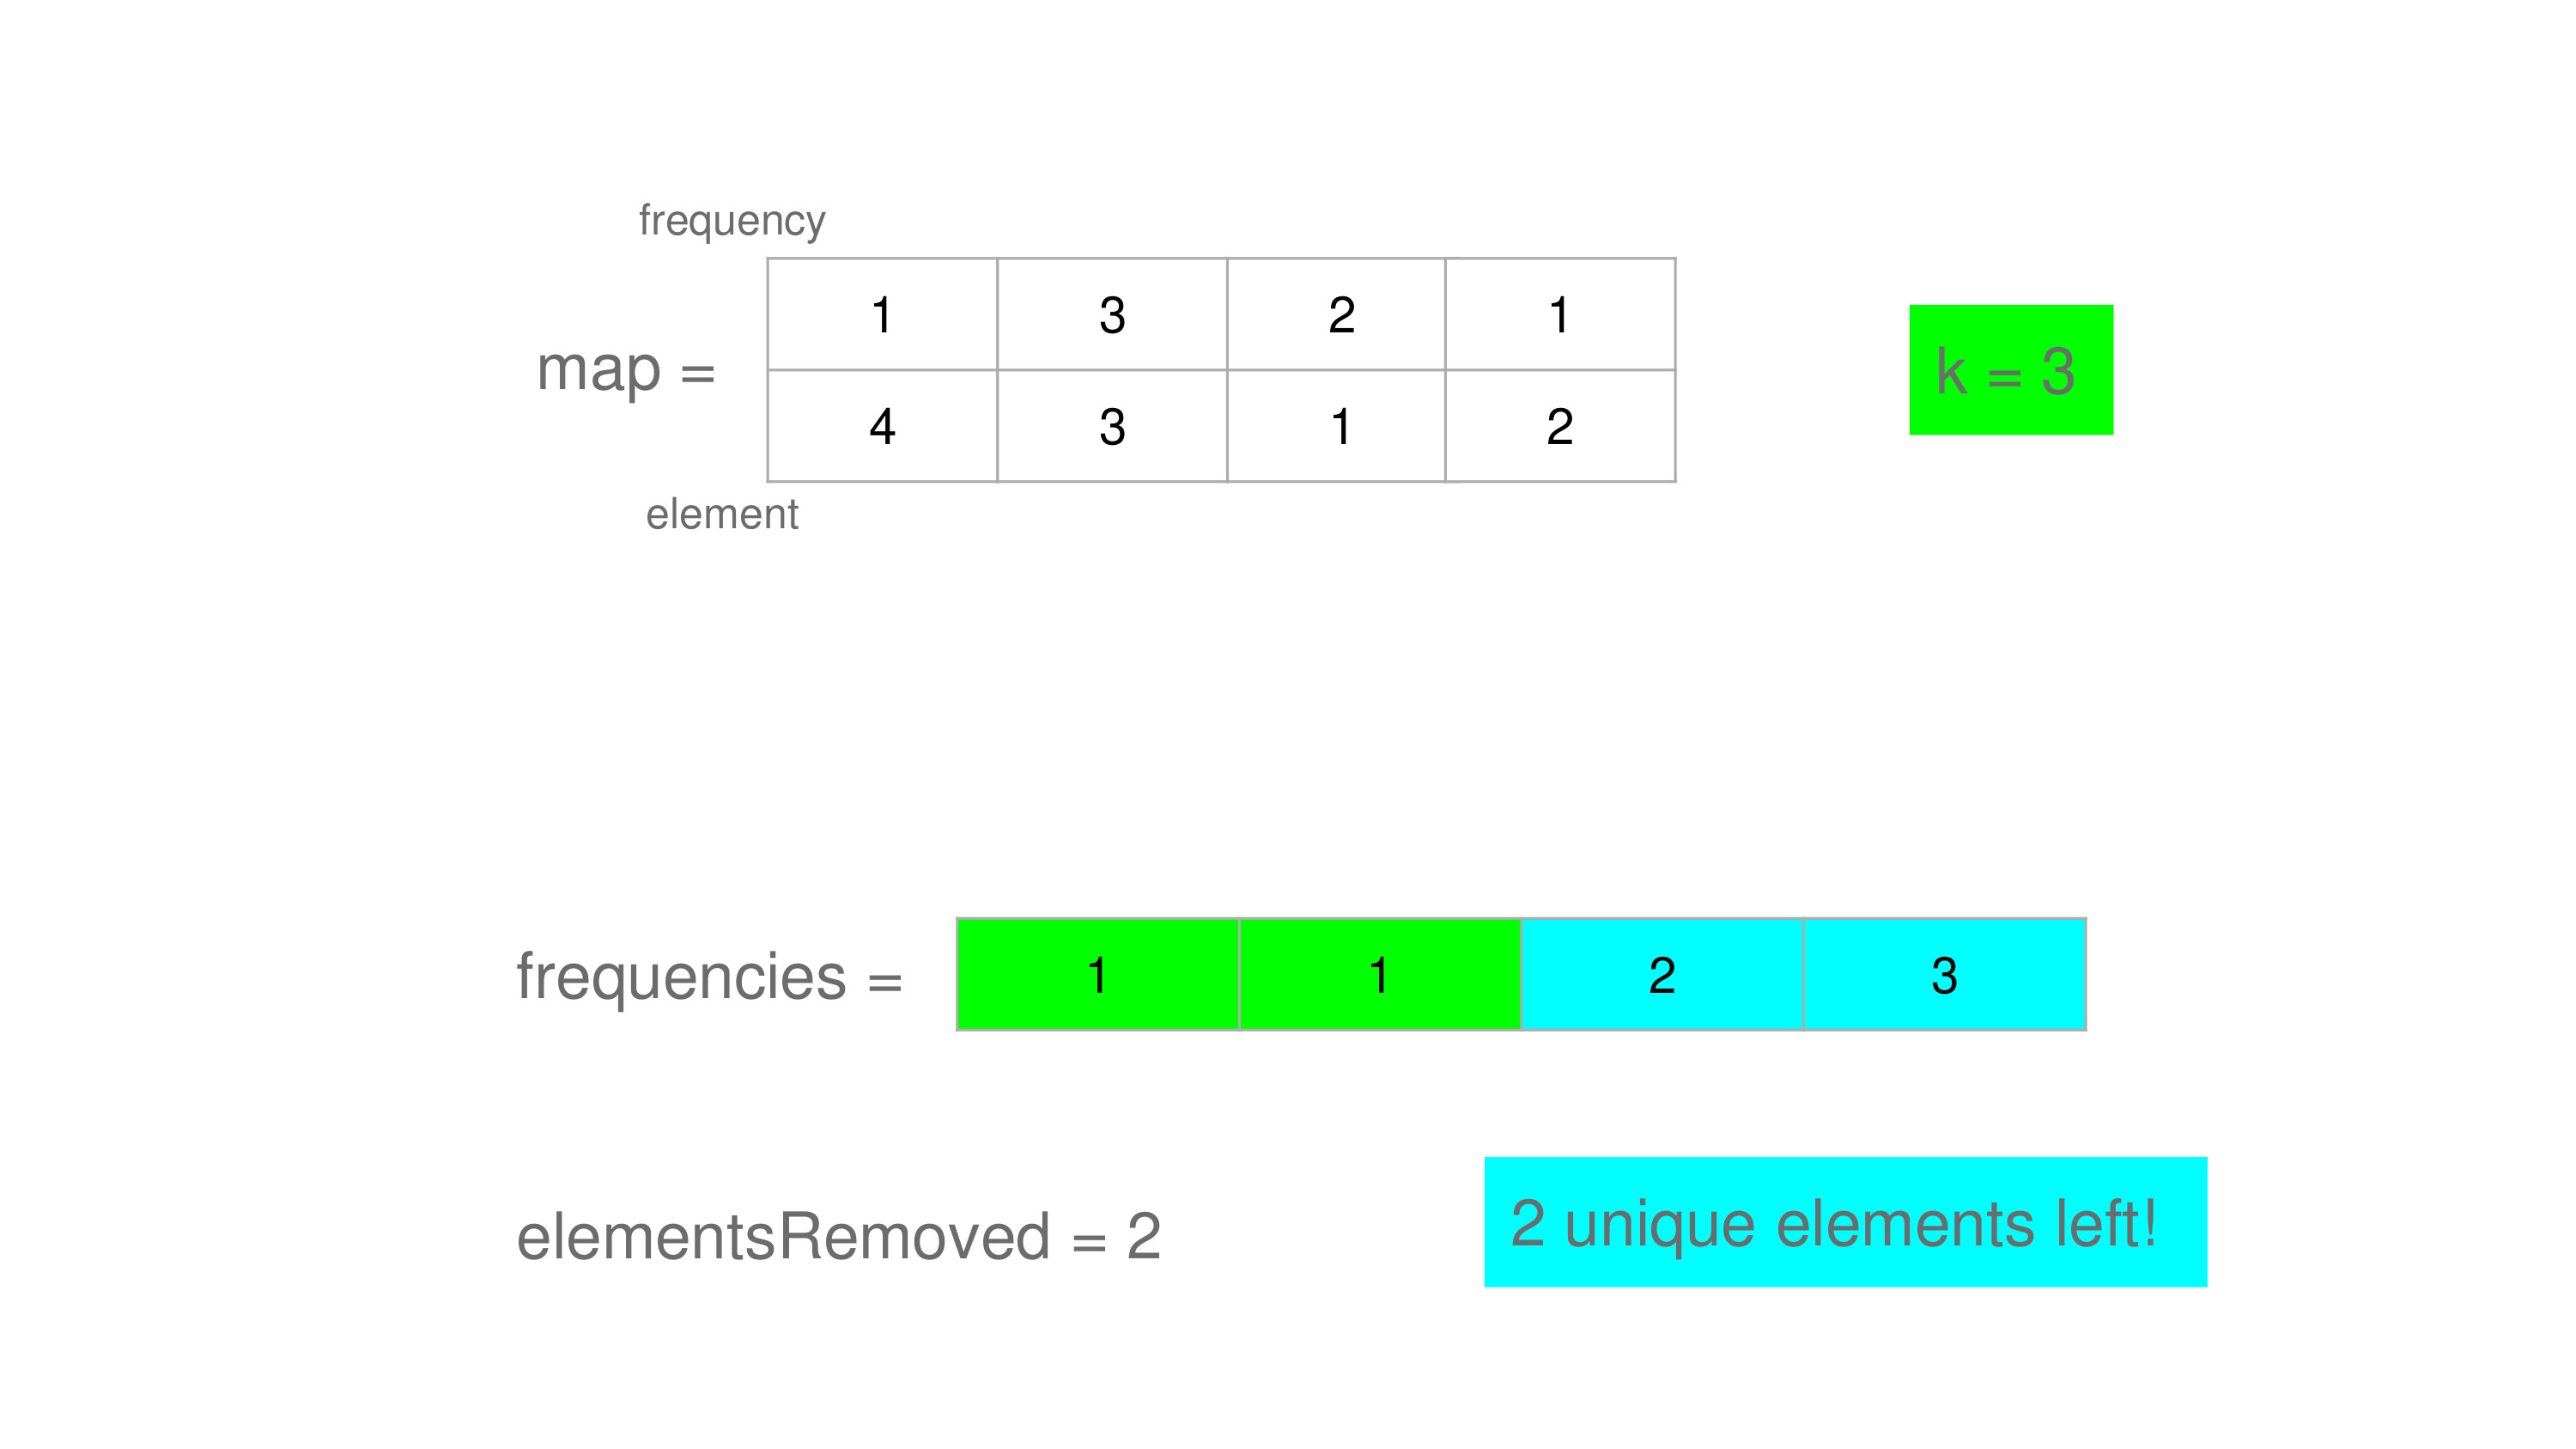 frequency
map =
1 3 2 1
4 3 1 2
element
k = 3
frequencies = 1 1 2 3
elementsRemoved = 2
2 unique elements left!